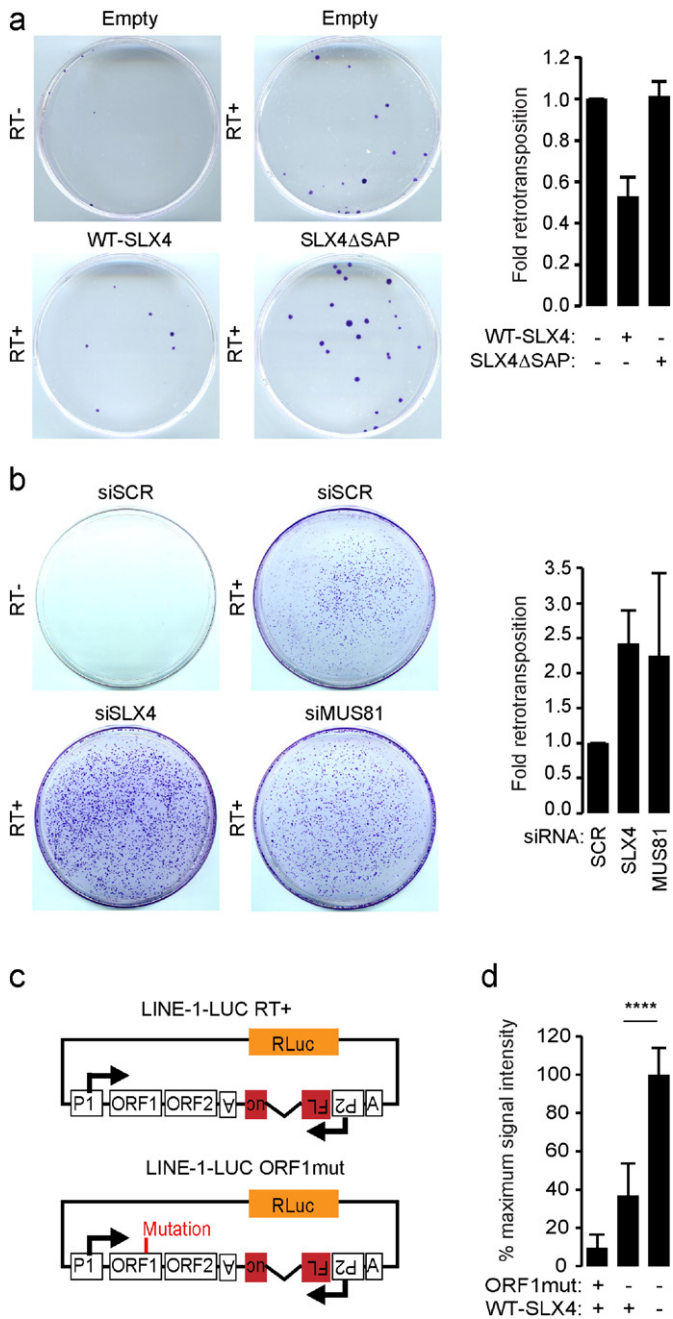 a
Empty
Empty
RT-
RT+
WT-SLX4
SLX4ΔSAP
RT+
RT+
Fold retrotransposition
1.2
1.0
0.8
0.6
0.4
0.2
0.0
WT-SLX4: - + -
SLX4ΔSAP: - - +
b
siSCR
siSCR
RT-
RT+
siSLX4
siMUS81
RT+
RT+
Fold retrotransposition
3.5
3.0
2.5
2.0
1.5
1.0
0.5
0.0
siRNA: SCR SLX4 MUS81
c
LINE-1-LUC RT+
RLuc
P1 ORF1 ORF2 A uc FL P2 A
LINE-1-LUC ORF1mut
RLuc
Mutation
P1 ORF1 ORF2 A uc FL P2 A
d
****
% maximum signal intensity
120
100
80
60
40
20
0
ORF1mut: + - -
WT-SLX4: + + -